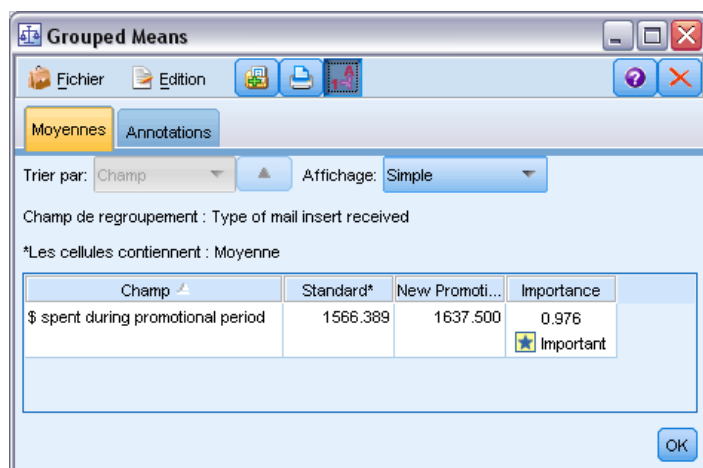 Grouped Means
Fichier Edition
Moyennes Annotations
Trier par: Champ Affichage: Simple
Champ de regroupement : Type of mail insert received
*Les cellules contiennent : Moyenne
Champ Standard* New Promoti... Importance
$ spent during promotional period 1566.389 1637.500 0.976
Important
OK